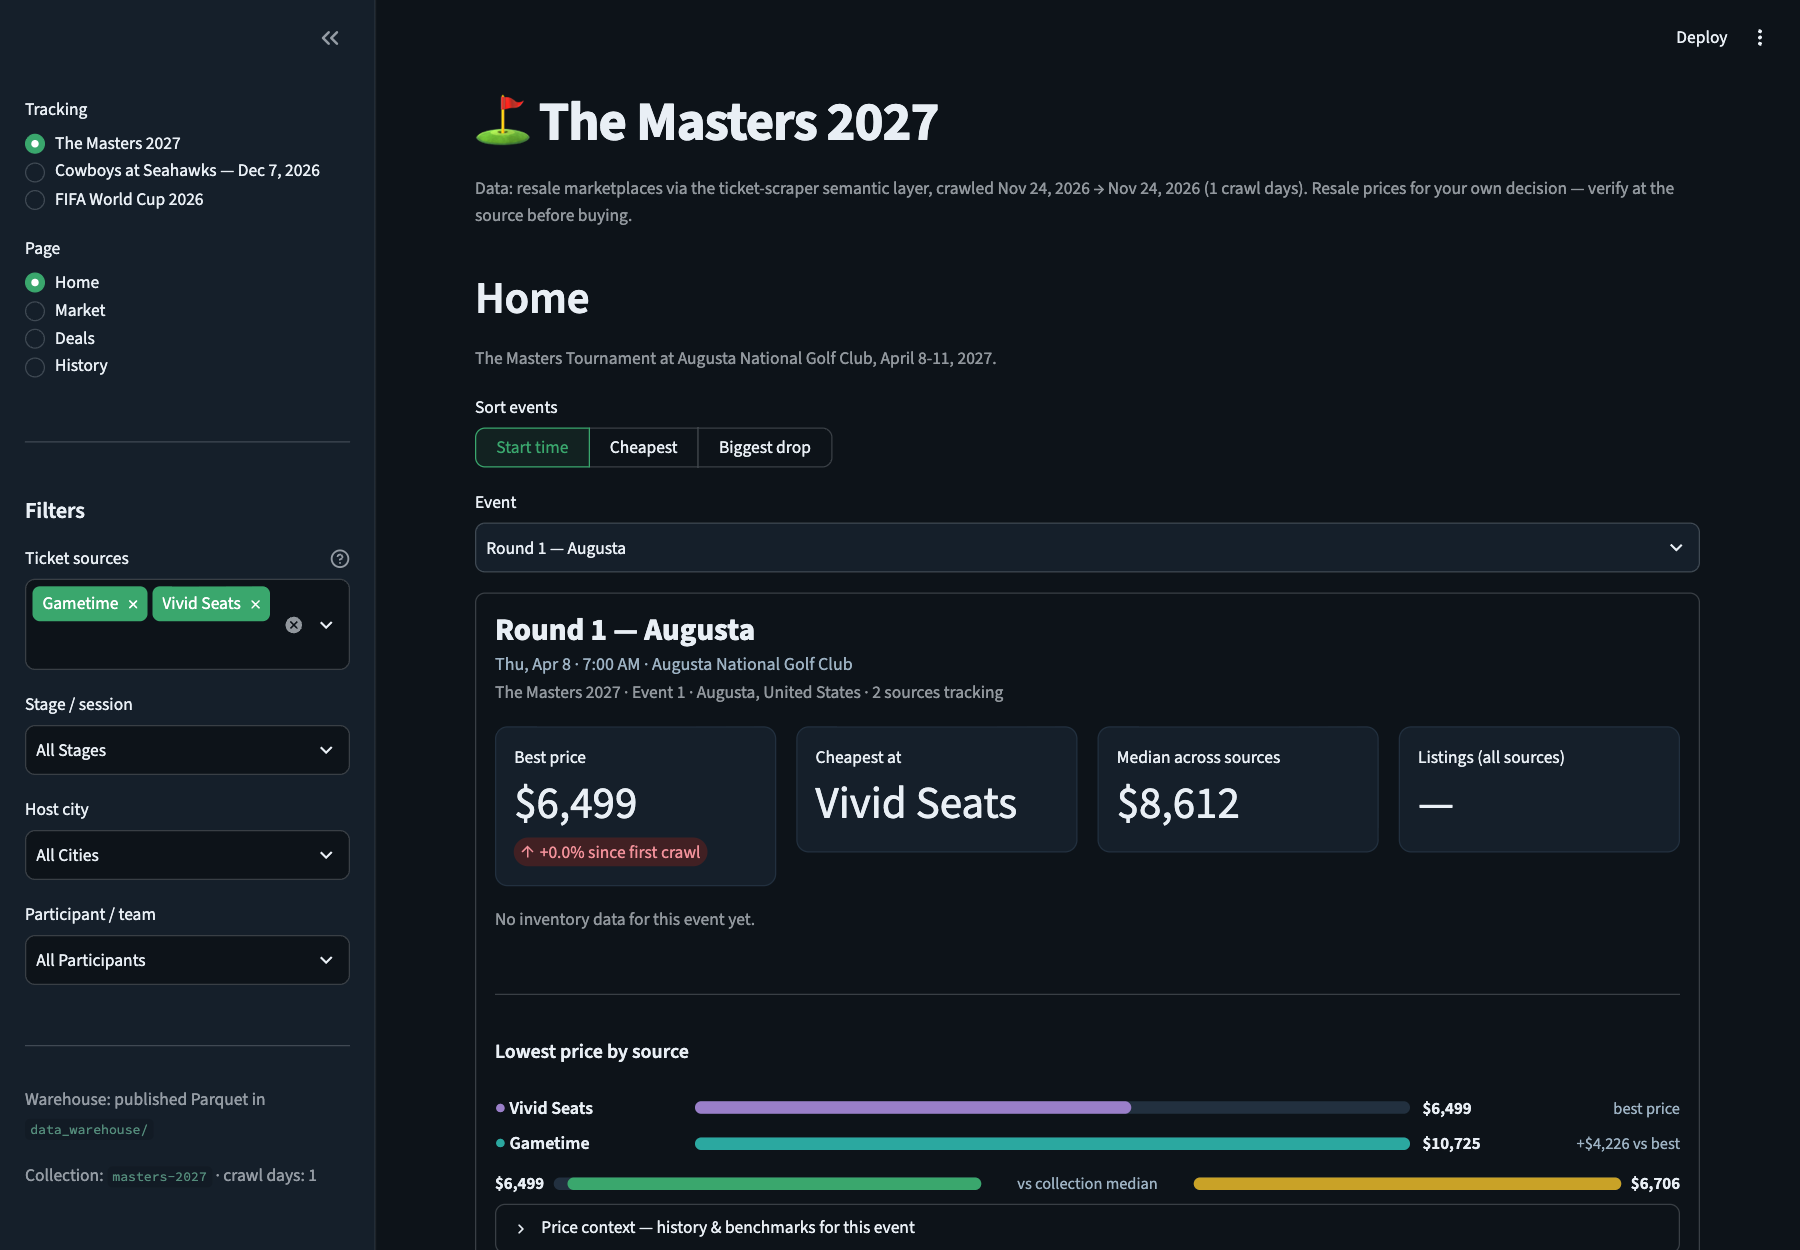 Tracking
The Masters 2027
Cowboys at Seahawks — Dec 7, 2026
FIFA World Cup 2026
Page
Home
Market
Deals
History
Filters
Ticket sources
Gametime × Vivid Seats ×
Stage / session
All Stages
Host city
All Cities
Participant / team
All Participants
Warehouse: published Parquet in
data_warehouse/
Collection: masters-2027 · crawl days: 1
Deploy
The Masters 2027
Data: resale marketplaces via the ticket-scraper semantic layer, crawled Nov 24, 2026 → Nov 24, 2026 (1 crawl days). Resale prices for your own decision — verify at the
source before buying.
Home
The Masters Tournament at Augusta National Golf Club, April 8-11, 2027.
Sort events
Start time Cheapest Biggest drop
Event
Round 1 — Augusta
Round 1 — Augusta
Thu, Apr 8 · 7:00 AM · Augusta National Golf Club
The Masters 2027 · Event 1 · Augusta, United States · 2 sources tracking
Best price
$6,499
↑ +0.0% since first crawl
Cheapest at
Vivid Seats
Median across sources
$8,612
Listings (all sources)
—
No inventory data for this event yet.
Lowest price by source
Vivid Seats $6,499 best price
Gametime $10,725 +$4,226 vs best
$6,499 vs collection median $6,706
Price context — history & benchmarks for this event